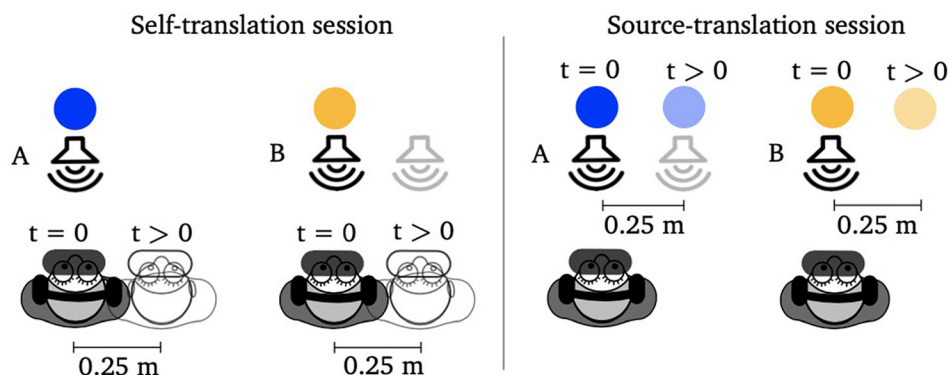 Self-translation session
A
B
t = 0
t > 0
t = 0
t > 0
0.25 m
0.25 m
Source-translation session
t = 0
t > 0
t = 0
t > 0
A
B
0.25 m
0.25 m